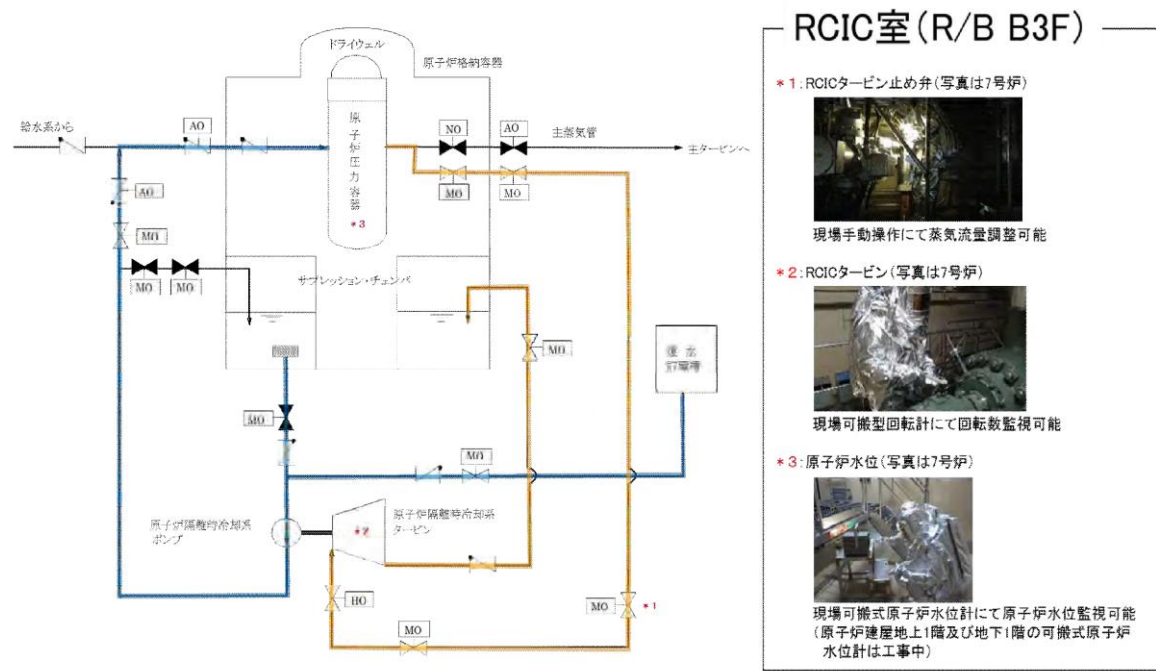 ドライウェル
原子炉格納容器
給水系から
AO
NO
AO
主蒸気管
主タービンへ
原子炉圧力容器
*3
MO
MO
AO
MO
MO
MO
サプレッション・チェンバ
MO
MO
MO
原子炉隔離時冷却系
ポンプ
原子炉隔離時冷却系
タービン
HO
MO
MO
*1
RCIC室(R/B B3F)
*1:RCICタービン止め弁(写真は7号炉)
現場手動操作にて蒸気流量調整可能
*2:RCICタービン(写真は7号炉)
現場可搬型回転計にて回転数監視可能
*3:原子炉水位(写真は7号炉)
現場可搬式原子炉水位計にて原子炉水位監視可能
(原子炉建屋地上1階及び地下1階の可搬式原子炉
水位計は工事中)